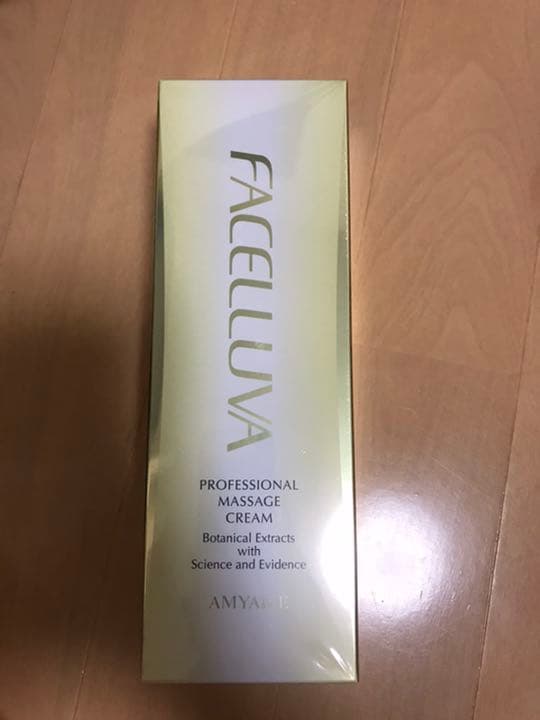 FACELLUVA
PROFESSIONAL
MASSAGE
CREAM
Botanical Extracts
with
Science and Evidence